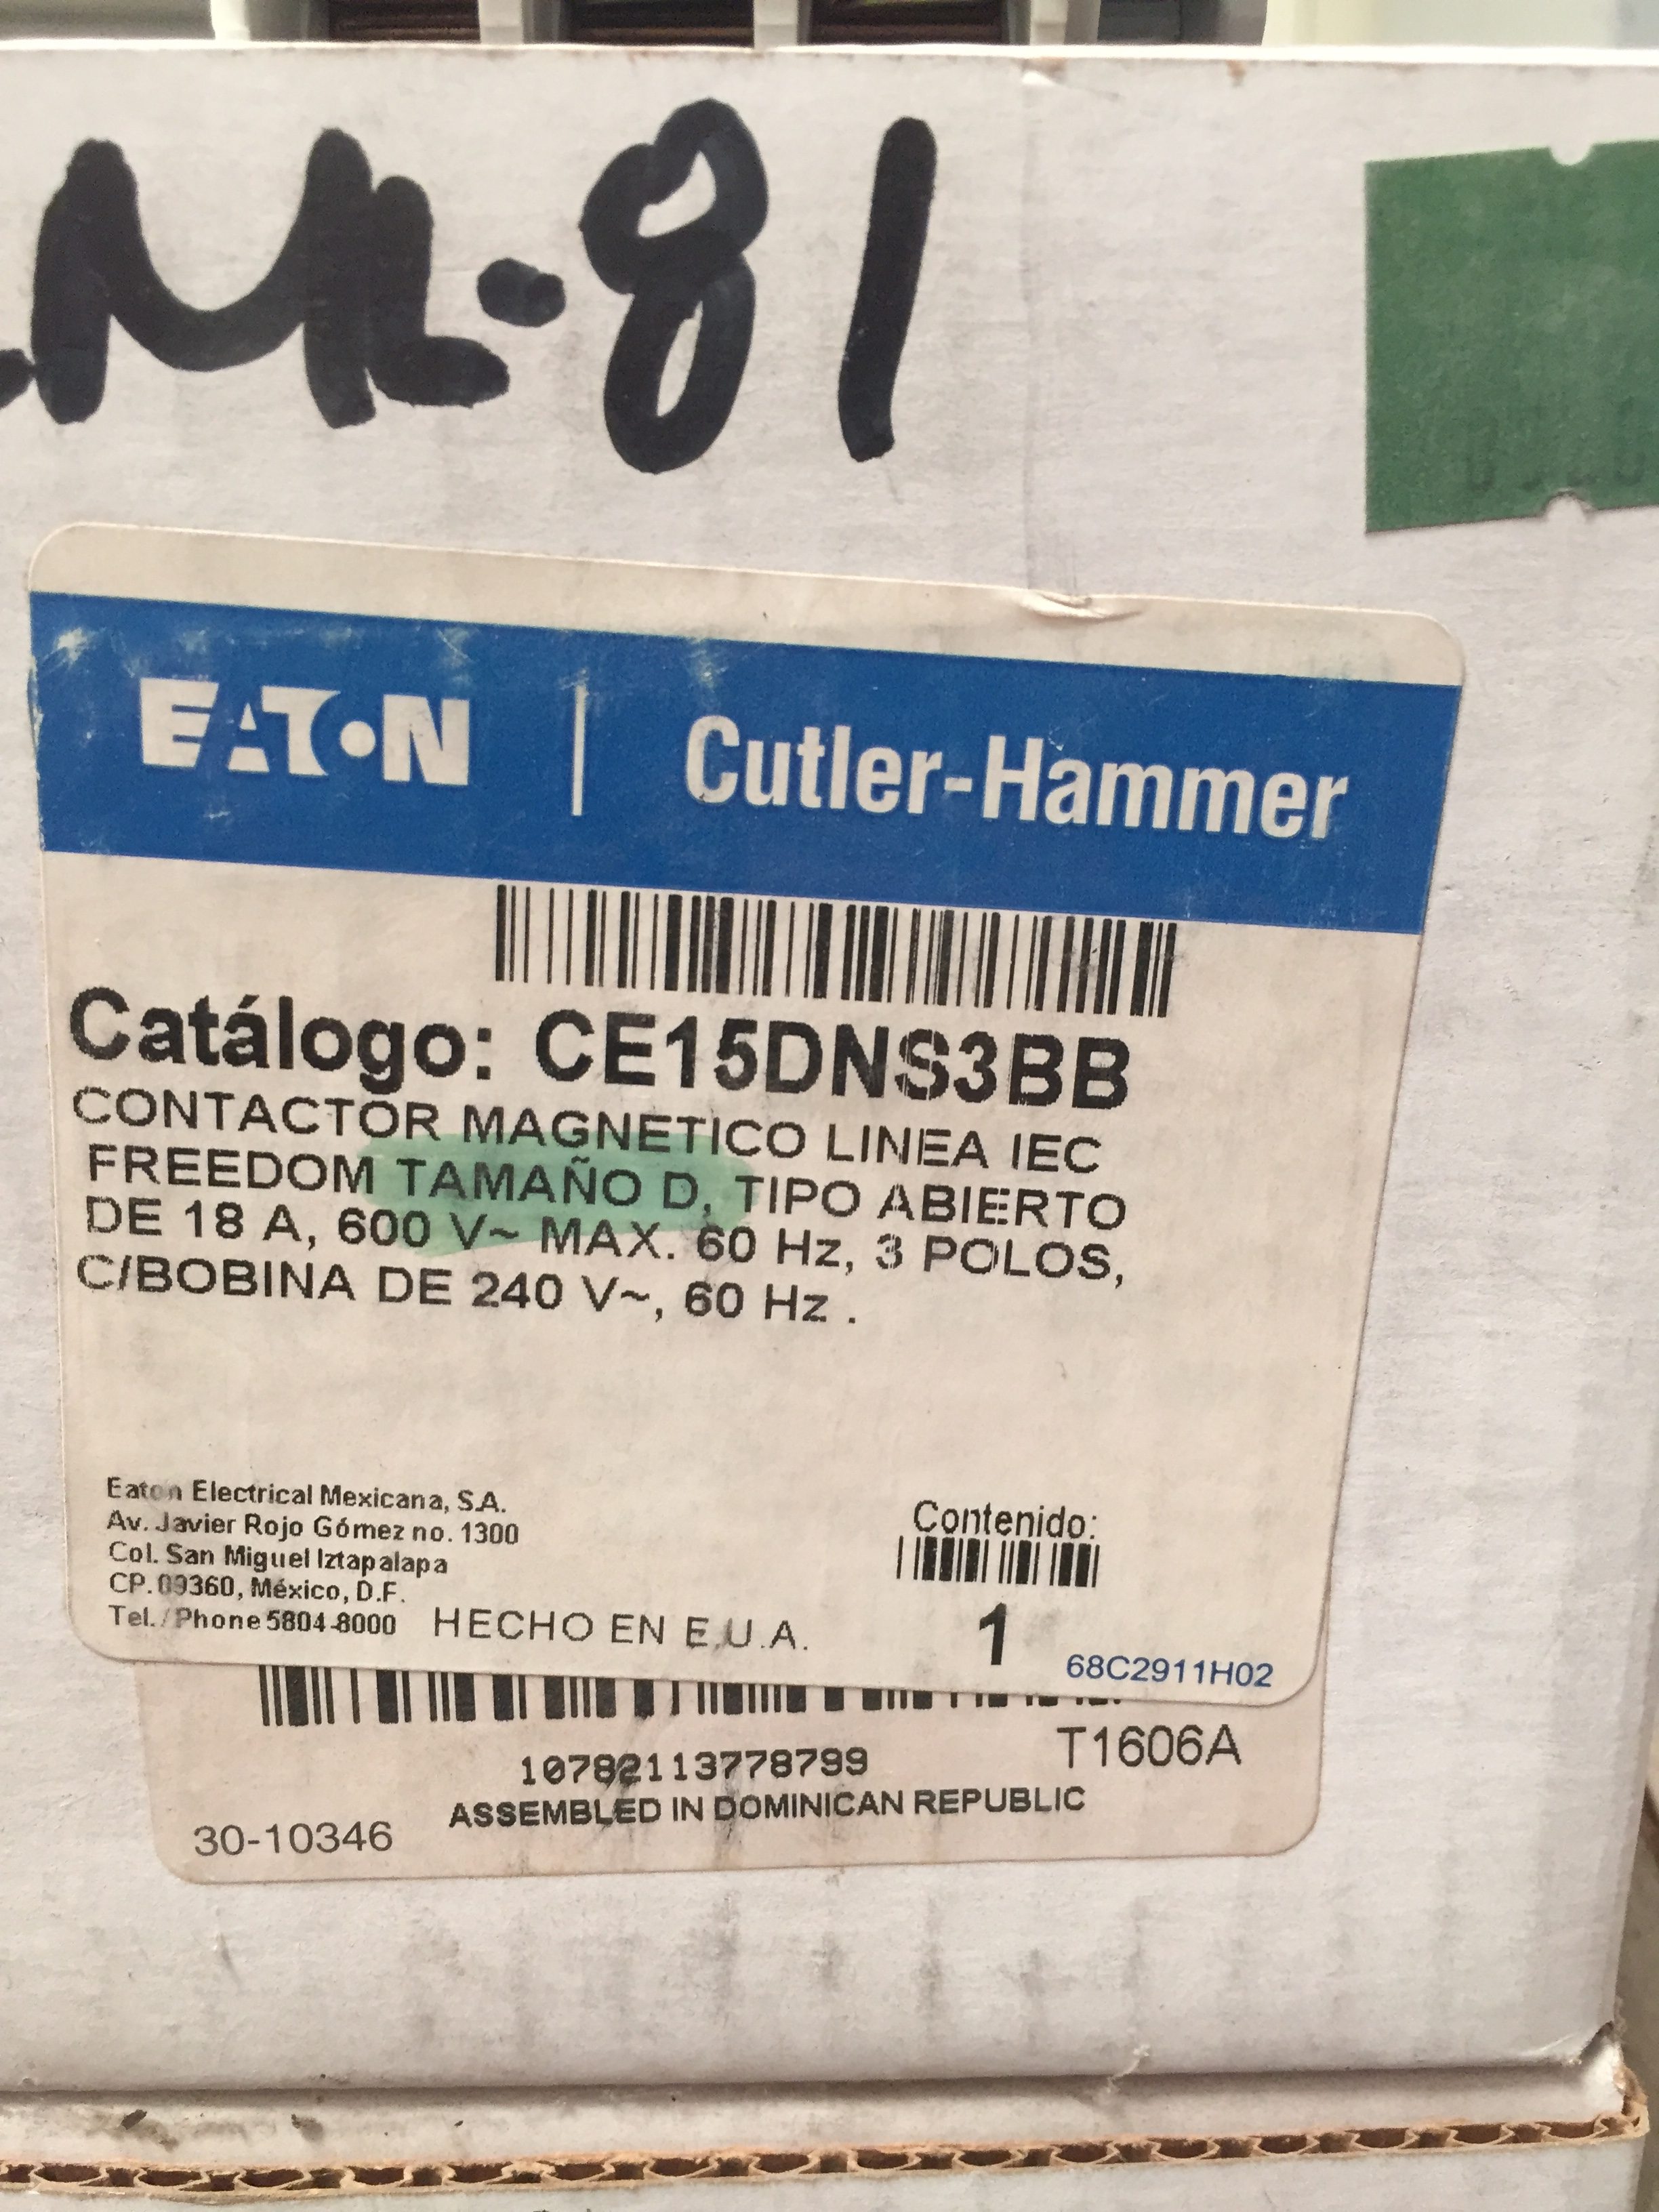 ML-81
EATON | Cutler-Hammer
Catálogo: CE15DNS3BB
CONTACTOR MAGNETICO LINEA IEC
FREEDOM TAMAÑO D, TIPO ABIERTO
DE 18 A, 600 V~ MAX. 60 Hz, 3 POLOS,
C/BOBINA DE 240 V~, 60 Hz .
Eaton Electrical Mexicana, S.A.
Av. Javier Rojo Gómez no. 1300
Col. San Miguel Iztapalapa
CP. 09360, México, D.F.
Tel. / Phone 5804-8000
HECHO EN E.U.A.
Contenido:
1
68C2911H02
T1606A
10782113778799
ASSEMBLED IN DOMINICAN REPUBLIC
30-10346